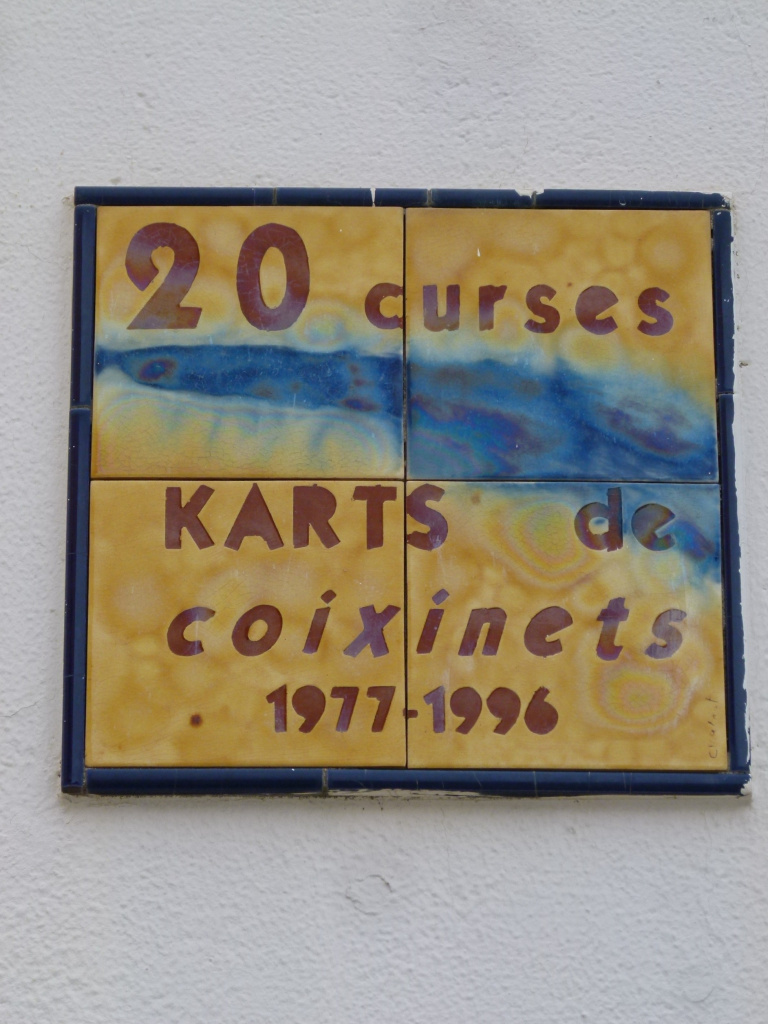 20 curses
KARTS de
coixinets
1977-1996